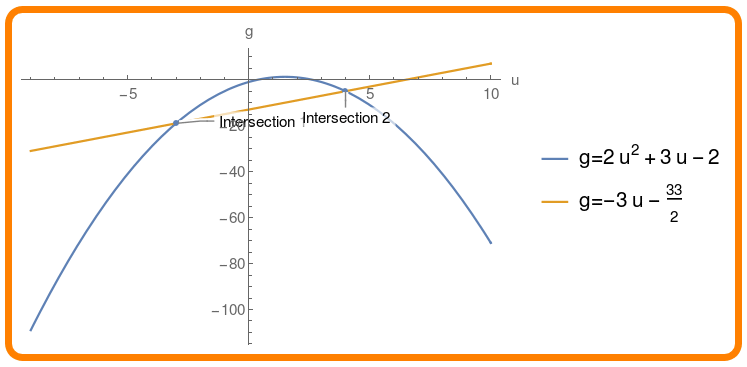 g
u
−5
5
10
Intersection 1
Intersection 2
−20
−40
−60
−80
−100
g=2 u² + 3 u − 2
g=−3 u − 33/2